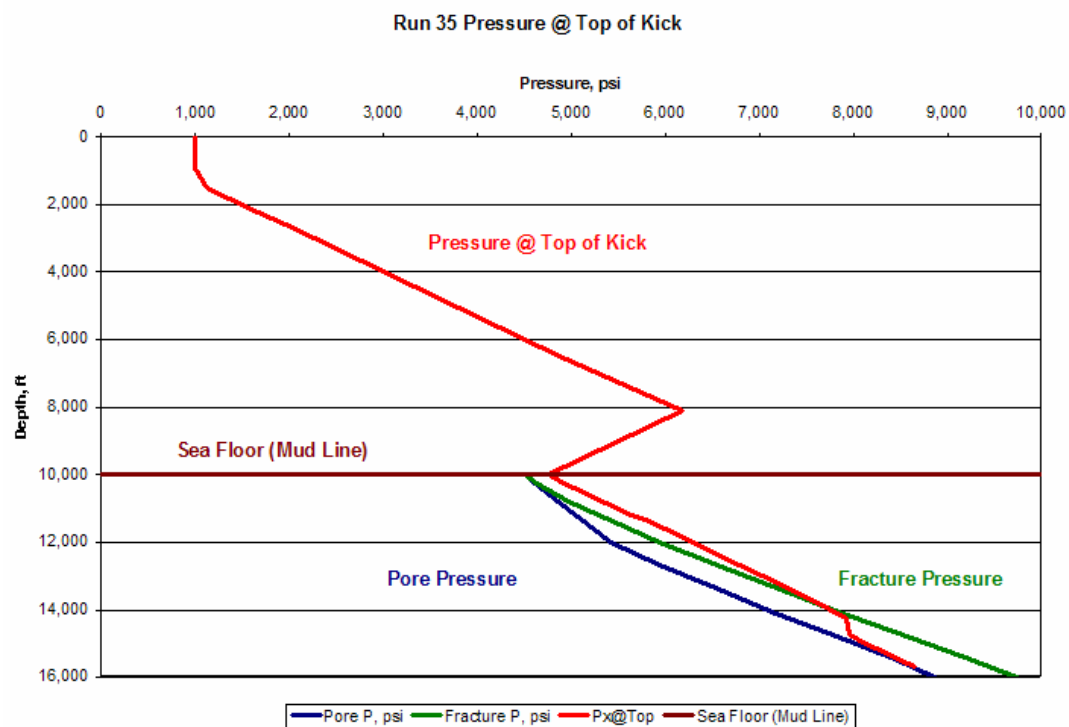 Run 35 Pressure @ Top of Kick
Pressure, psi
0 1,000 2,000 3,000 4,000 5,000 6,000 7,000 8,000 9,000 10,000
0
2,000
Pressure @ Top of Kick
4,000
6,000
Depth, ft
8,000
Sea Floor (Mud Line)
10,000
12,000
Pore Pressure Fracture Pressure
14,000
16,000
Pore P, psi Fracture P, psi Px@Top Sea Floor (Mud Line)